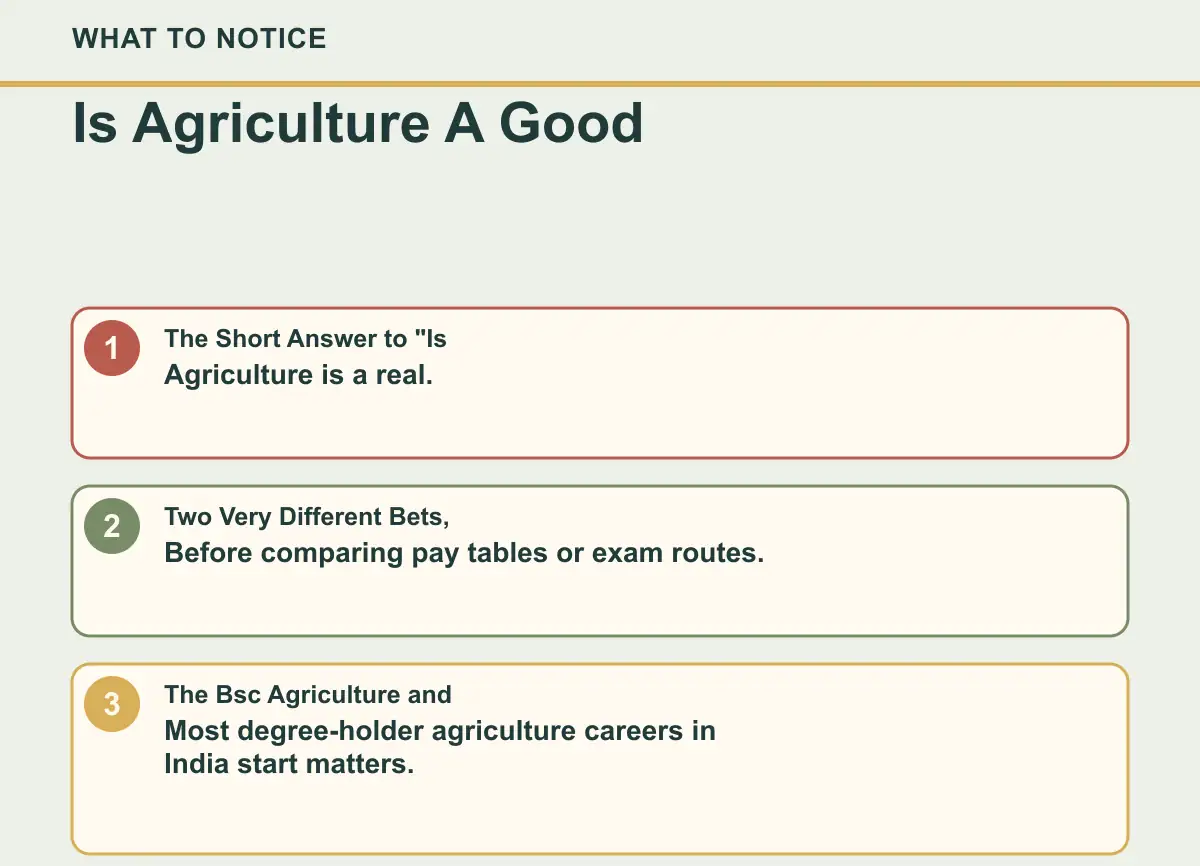 WHAT TO NOTICE
Is Agriculture A Good
1
The Short Answer to "Is
Agriculture is a real.
2
Two Very Different Bets,
Before comparing pay tables or exam routes.
3
The Bsc Agriculture and
Most degree-holder agriculture careers in
India start matters.